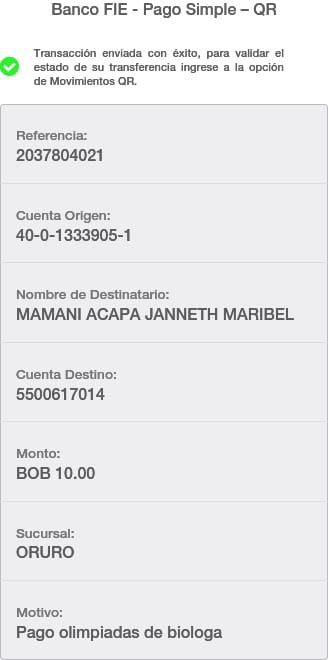 Banco FIE - Pago Simple – QR
Transacción enviada con éxito, para validar el
estado de su transferencia ingrese a la opción
de Movimientos QR.
Referencia:
2037804021
Cuenta Origen:
40-0-1333905-1
Nombre de Destinatario:
MAMANI ACAPA JANNETH MARIBEL
Cuenta Destino:
5500617014
Monto:
BOB 10.00
Sucursal:
ORURO
Motivo:
Pago olimpiadas de biologa